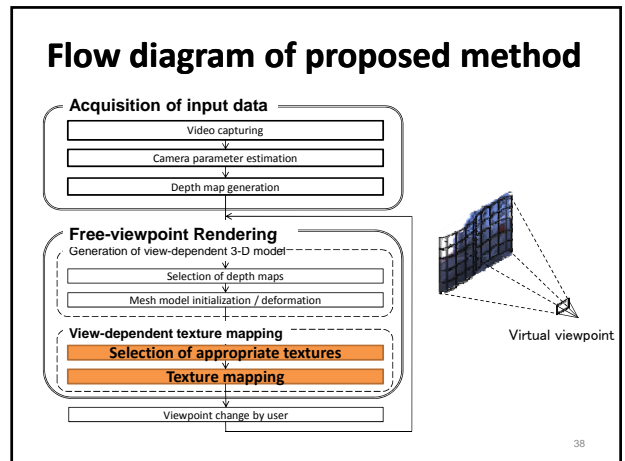 Flow diagram of proposed method
Acquisition of input data
Video capturing
Camera parameter estimation
Depth map generation
Free-viewpoint Rendering
Generation of view-dependent 3-D model
Selection of depth maps
Mesh model initialization / deformation
View-dependent texture mapping
Selection of appropriate textures
Texture mapping
Viewpoint change by user
Virtual viewpoint
38